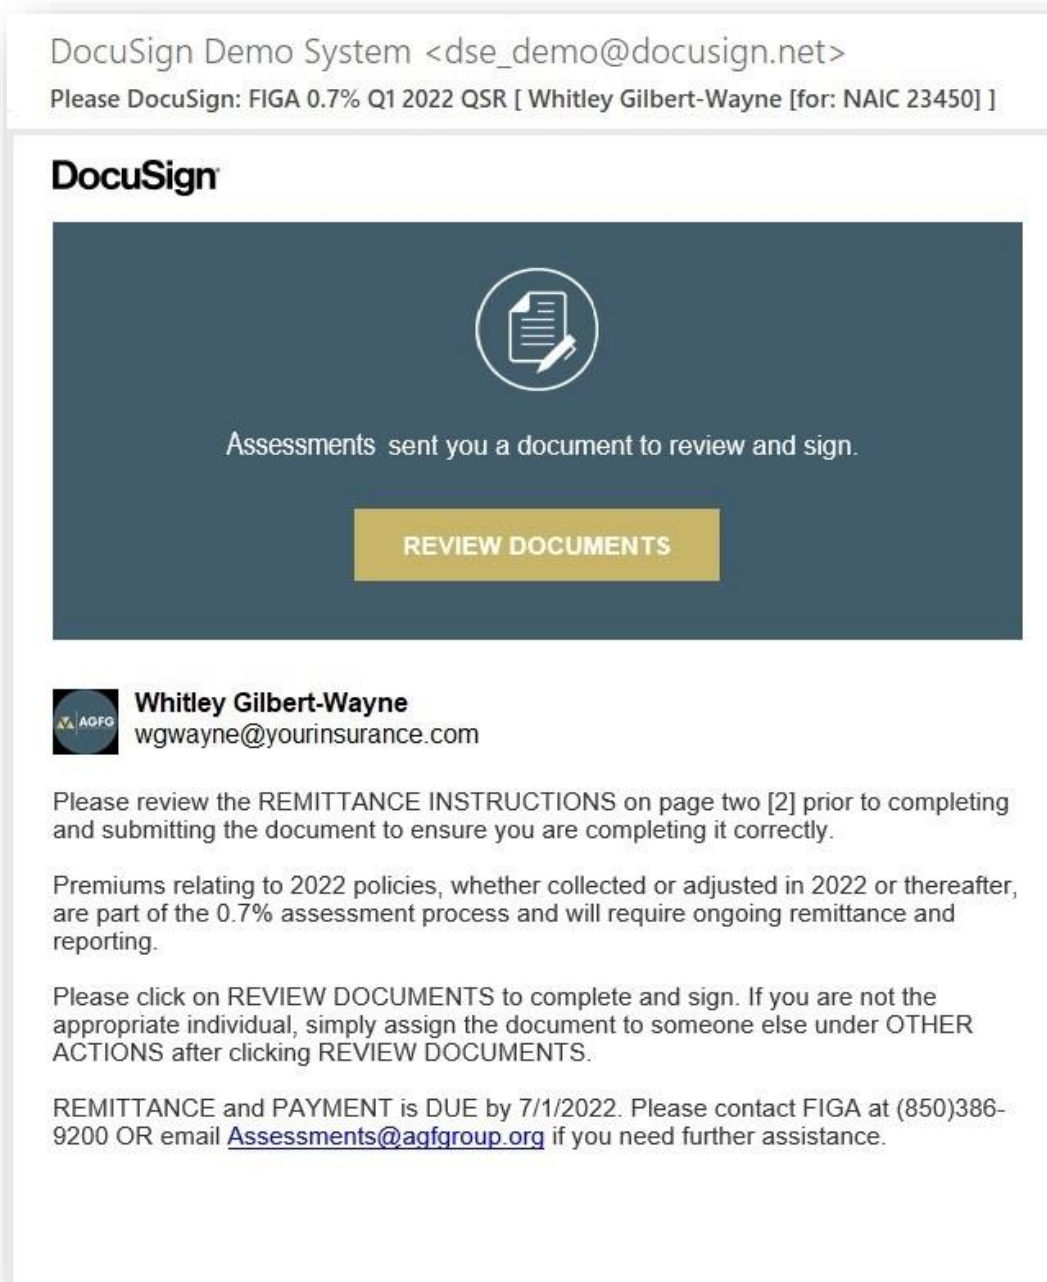 DocuSign Demo System <dse_demo@docusign.net>
Please DocuSign: FIGA 0.7% Q1 2022 QSR [ Whitley Gilbert-Wayne [for: NAIC 23450] ]
DocuSign
Assessments sent you a document to review and sign.
REVIEW DOCUMENTS
AGFG
Whitley Gilbert-Wayne
wgwayne@yourinsurance.com
Please review the REMITTANCE INSTRUCTIONS on page two [2] prior to completing
and submitting the document to ensure you are completing it correctly.
Premiums relating to 2022 policies, whether collected or adjusted in 2022 or thereafter,
are part of the 0.7% assessment process and will require ongoing remittance and
reporting.
Please click on REVIEW DOCUMENTS to complete and sign. If you are not the
appropriate individual, simply assign the document to someone else under OTHER
ACTIONS after clicking REVIEW DOCUMENTS.
REMITTANCE and PAYMENT is DUE by 7/1/2022. Please contact FIGA at (850)386-
9200 OR email Assessments@agfgroup.org if you need further assistance.